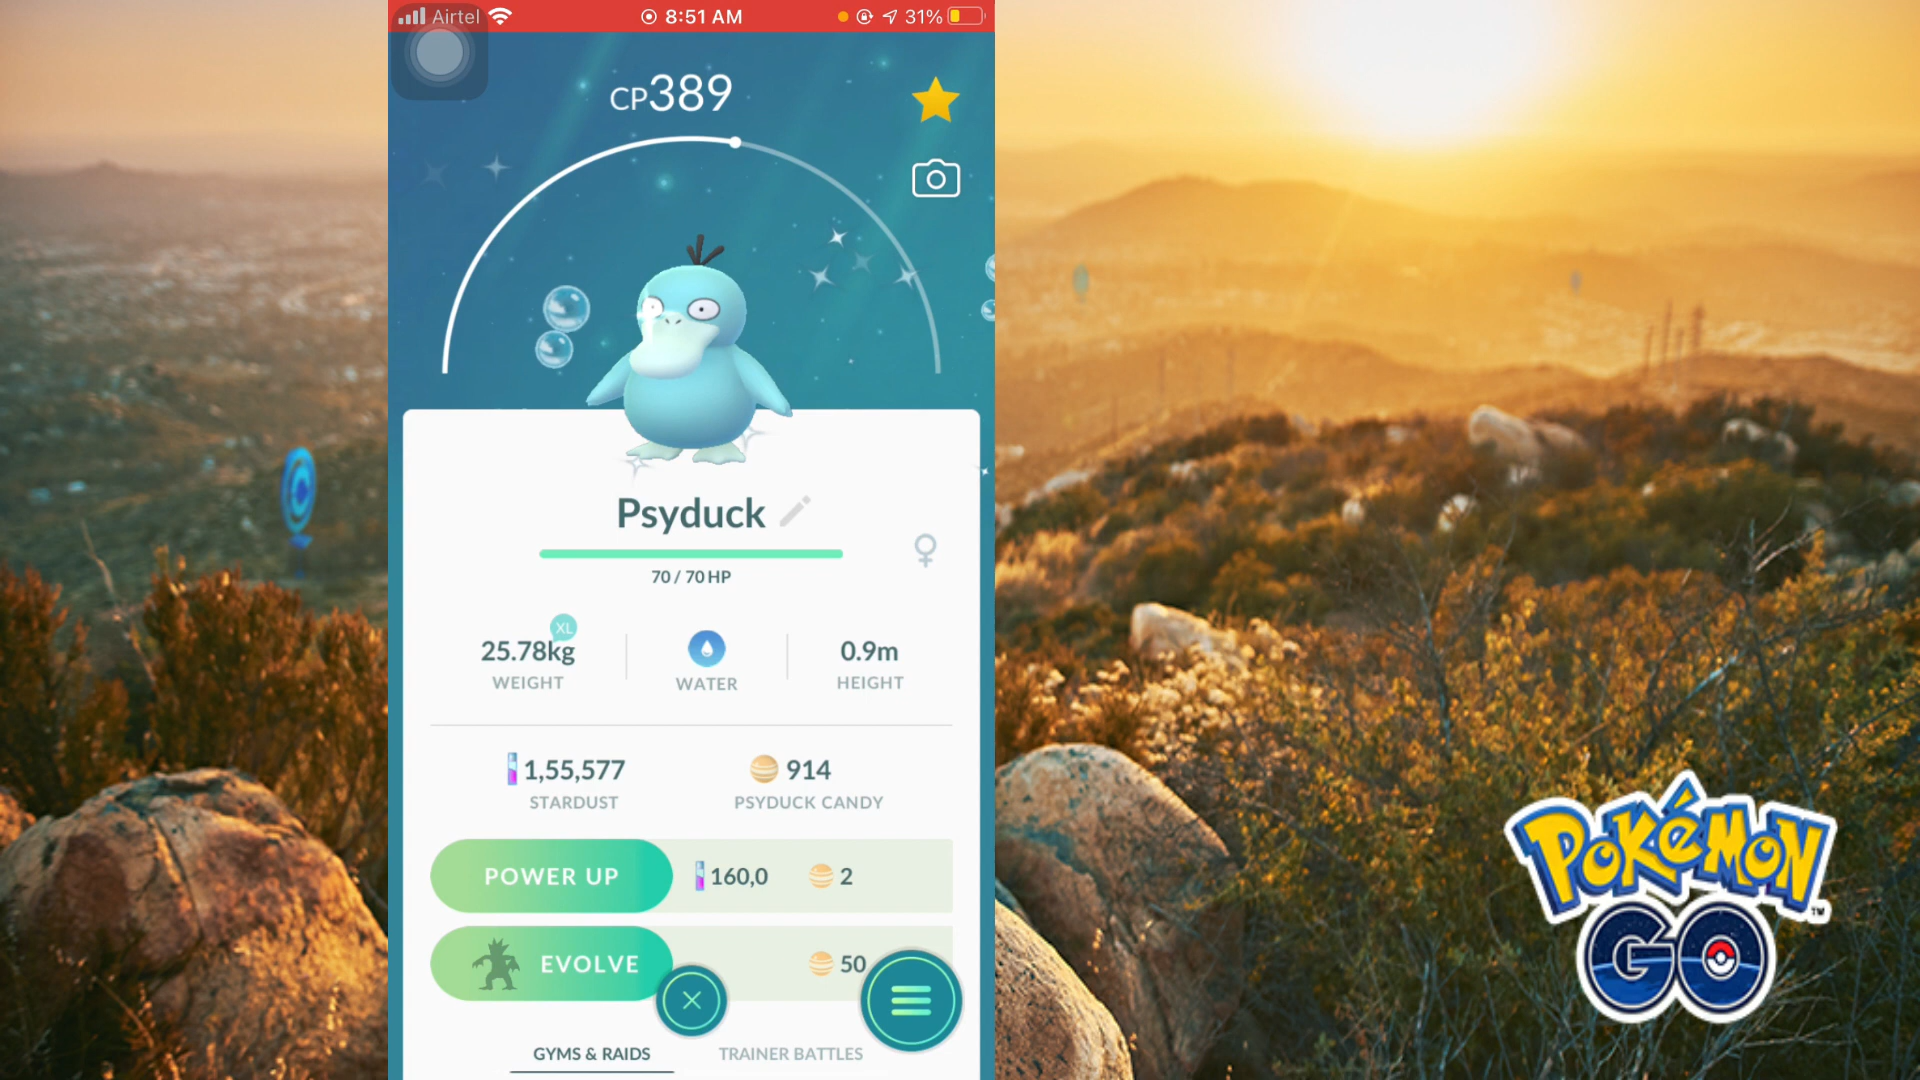 Airtel 8:51 AM 31%
CP389
Psyduck
70 / 70 HP
XL
25.78kg
WEIGHT
WATER
0.9m
HEIGHT
1,55,577
STARDUST
914
PSYDUCK CANDY
POWER UP 160,0 2
EVOLVE 50
GYMS & RAIDS TRAINER BATTLES
POKéMON
GO
TM